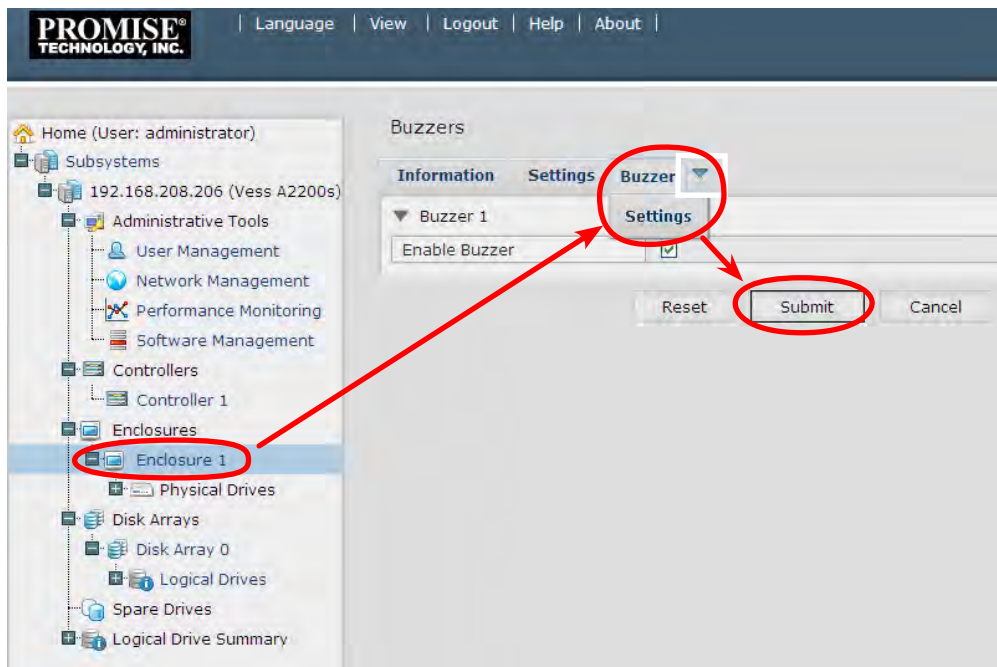 PROMISE®
TECHNOLOGY, INC.
| Language | View | Logout | Help | About |
Home (User: administrator)
Subsystems
192.168.208.206 (Vess A2200s)
Administrative Tools
User Management
Network Management
Performance Monitoring
Software Management
Controllers
Controller 1
Enclosures
Enclosure 1
Physical Drives
Disk Arrays
Disk Array 0
Logical Drives
Spare Drives
Logical Drive Summary
Buzzers
Information Settings Buzzer
Settings
Buzzer 1
Enable Buzzer
Reset Submit Cancel